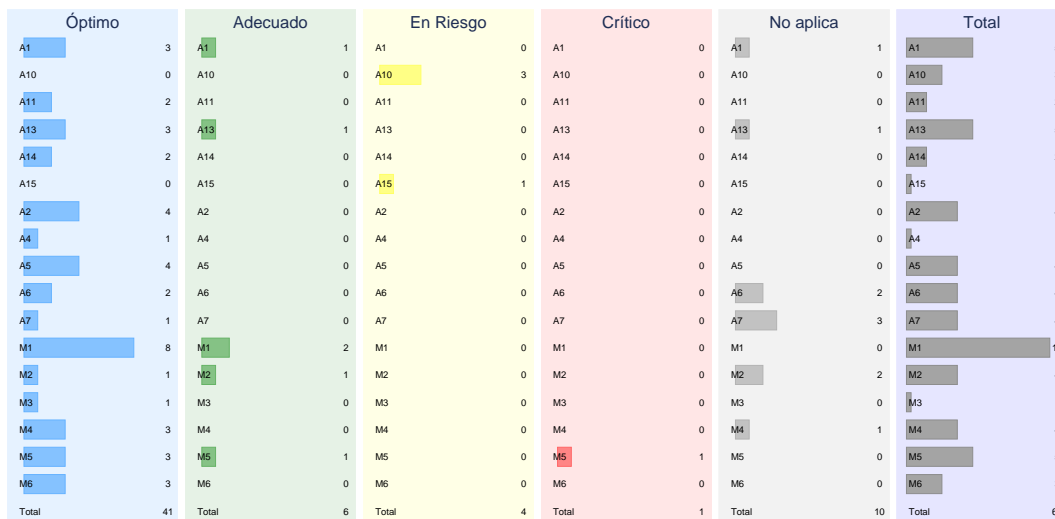 Óptimo Adecuado En Riesgo Crítico No aplica Total
A1 3 A1 1 A1 0 A1 0 A1 1 A1
A10 0 A10 0 A10 3 A10 0 A10 0 A10
A11 2 A11 0 A11 0 A11 0 A11 0 A11
A13 3 A13 1 A13 0 A13 0 A13 1 A13
A14 2 A14 0 A14 0 A14 0 A14 0 A14
A15 0 A15 0 A15 1 A15 0 A15 0 A15
A2 4 A2 0 A2 0 A2 0 A2 0 A2
A4 1 A4 0 A4 0 A4 0 A4 0 A4
A5 4 A5 0 A5 0 A5 0 A5 0 A5
A6 2 A6 0 A6 0 A6 0 A6 2 A6
A7 1 A7 0 A7 0 A7 0 A7 3 A7
M1 8 M1 2 M1 0 M1 0 M1 0 M1
M2 1 M2 1 M2 0 M2 0 M2 2 M2
M3 1 M3 0 M3 0 M3 0 M3 0 M3
M4 3 M4 0 M4 0 M4 0 M4 1 M4
M5 3 M5 1 M5 0 M5 1 M5 0 M5
M6 3 M6 0 M6 0 M6 0 M6 0 M6
Total 41 Total 6 Total 4 Total 1 Total 10 Total